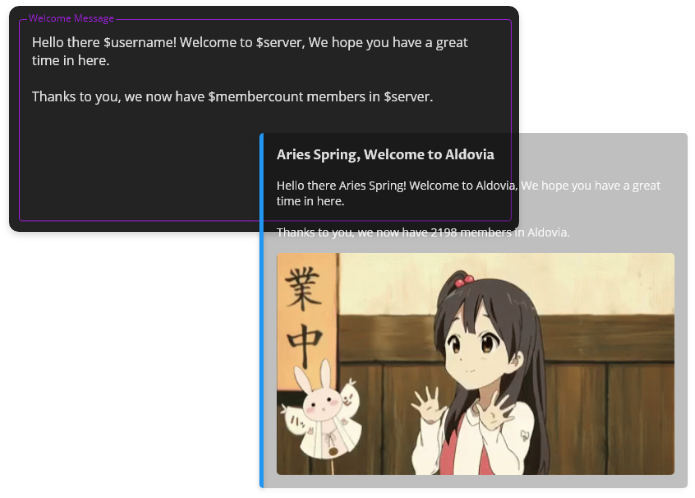 Welcome Message
Hello there $username! Welcome to $server, We hope you have a great
time in here.
Thanks to you, we now have $membercount members in $server.
Aries Spring, Welcome to Aldovia
Hello there Aries Spring! Welcome to Aldovia, We hope you have a great
time in here.
Thanks to you, we now have 2198 members in Aldovia.
業
中